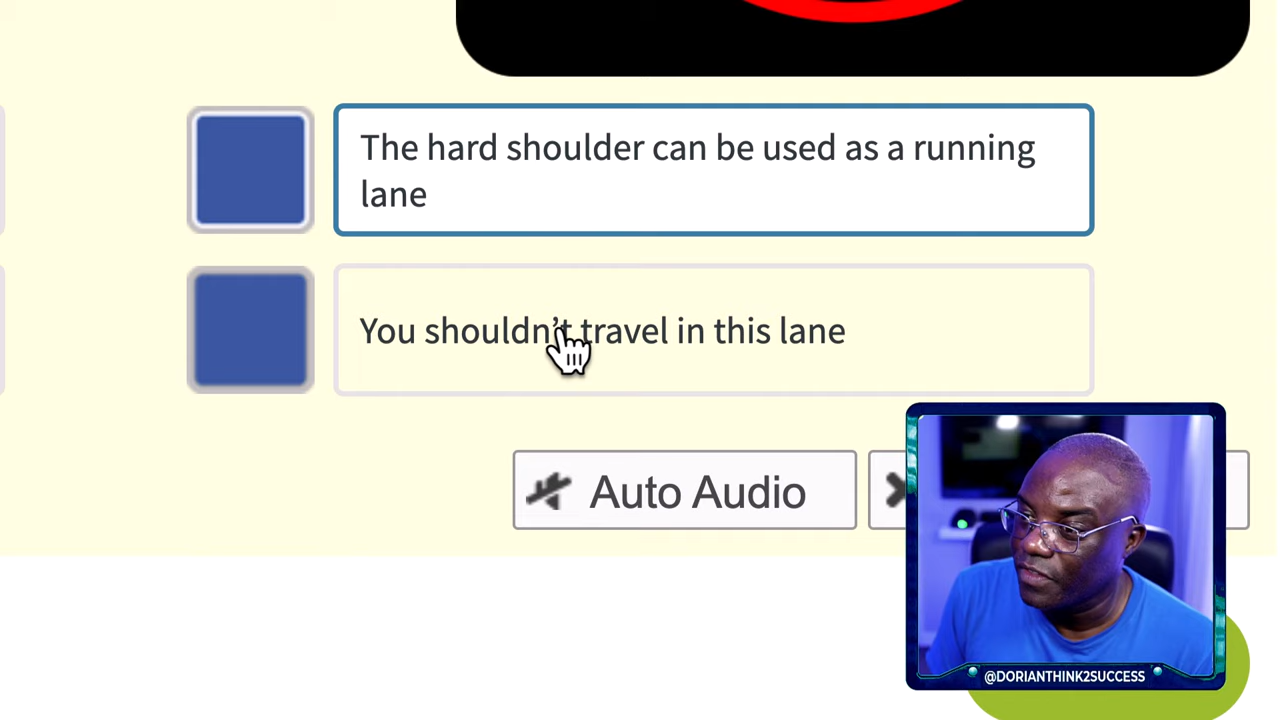 The hard shoulder can be used as a running
lane
You shouldn't travel in this lane
Auto Audio
@DORIANTHINK2SUCCESS